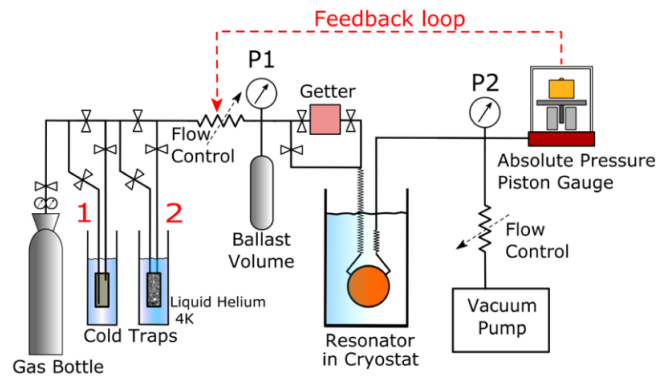 Feedback loop
P1
Getter
P2
Flow
Control
Absolute Pressure
Piston Gauge
1
2
Ballast
Volume
Flow
Control
Liquid Helium
4K
Cold Traps
Vacuum
Pump
Resonator
in Cryostat
Gas Bottle